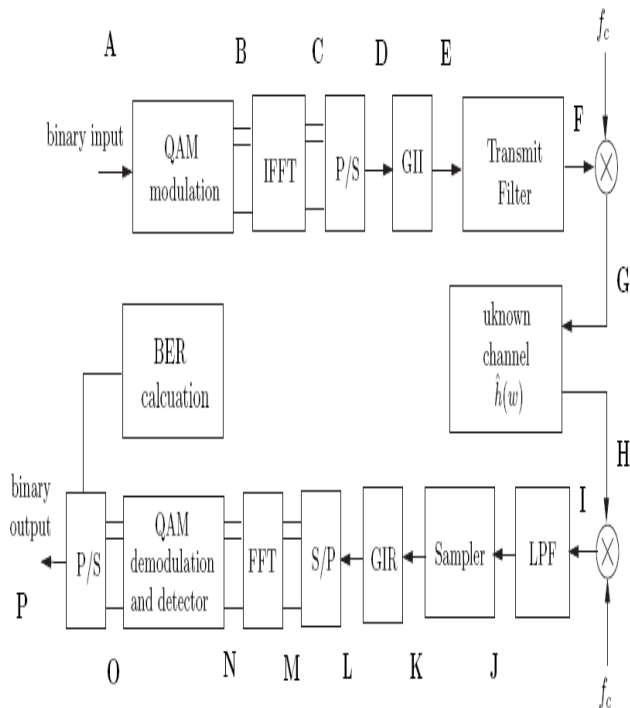 A
B
C
D
E
f_c
binary input
QAM
modulation
IFFT
P/S
GII
Transmit
Filter
F
G
BER
calcuation
uknown
channel
ĥ(w)
H
I
binary
output
P/S
QAM
demodulation
and detector
FFT
S/P
GIR
Sampler
LPF
P
O
N
M
L
K
J
f_c